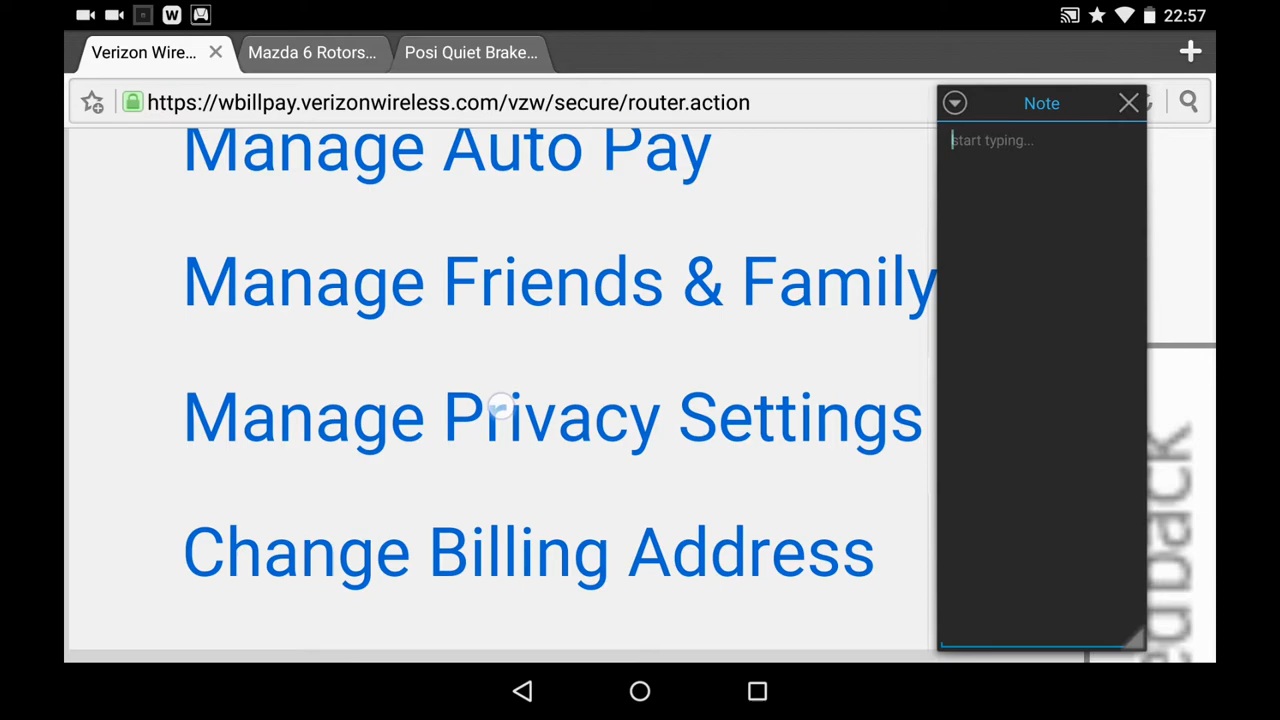 W
22:57
Verizon Wire...
Mazda 6 Rotors...
Posi Quiet Brake...
https://wbillpay.verizonwireless.com/vzw/secure/router.action
Note
start typing...
Manage Auto Pay
Manage Friends & Family
Manage Privacy Settings
Change Billing Address
edback